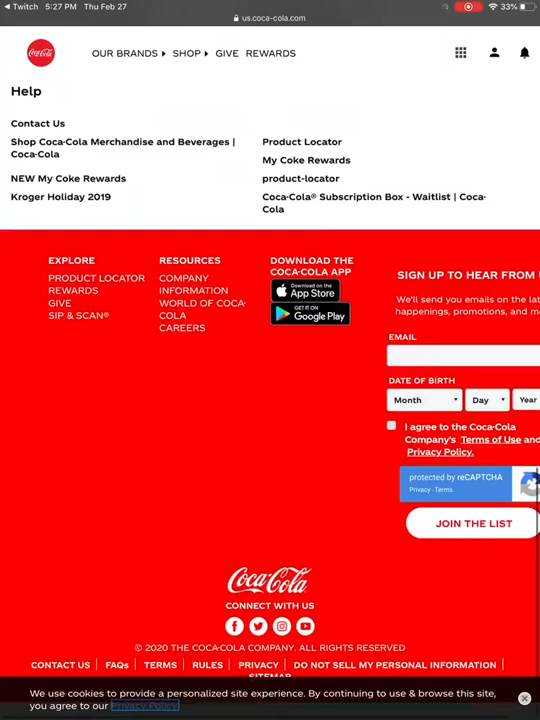 Twitch 5:27 PM Thu Feb 27 33%
us.coca-cola.com
Coca-Cola OUR BRANDS SHOP GIVE REWARDS
Help
Contact Us
Shop Coca-Cola Merchandise and Beverages |
Coca-Cola
NEW My Coke Rewards
Kroger Holiday 2019
Product Locator
My Coke Rewards
product-locator
Coca-Cola® Subscription Box - Waitlist | Coca-
Cola
EXPLORE
PRODUCT LOCATOR
REWARDS
GIVE
SIP & SCAN®
RESOURCES
COMPANY
INFORMATION
WORLD OF COCA-
COLA
CAREERS
DOWNLOAD THE
COCA-COLA APP
Download on the
App Store
GET IT ON
Google Play
SIGN UP TO HEAR FROM
We'll send you emails on the
happenings, promotions, and
EMAIL
DATE OF BIRTH
Month Day Year
I agree to the Coca-Cola
Company's Terms of Use and
Privacy Policy.
protected by reCAPTCHA
Privacy - Terms
JOIN THE LIST
Coca-Cola
CONNECT WITH US
© 2020 THE COCA-COLA COMPANY. ALL RIGHTS RESERVED
CONTACT US | FAQs | TERMS | RULES | PRIVACY | DO NOT SELL MY PERSONAL INFORMATION |
SITEMAP
We use cookies to provide a personalized site experience. By continuing to use & browse this site,
you agree to our Privacy Policy.